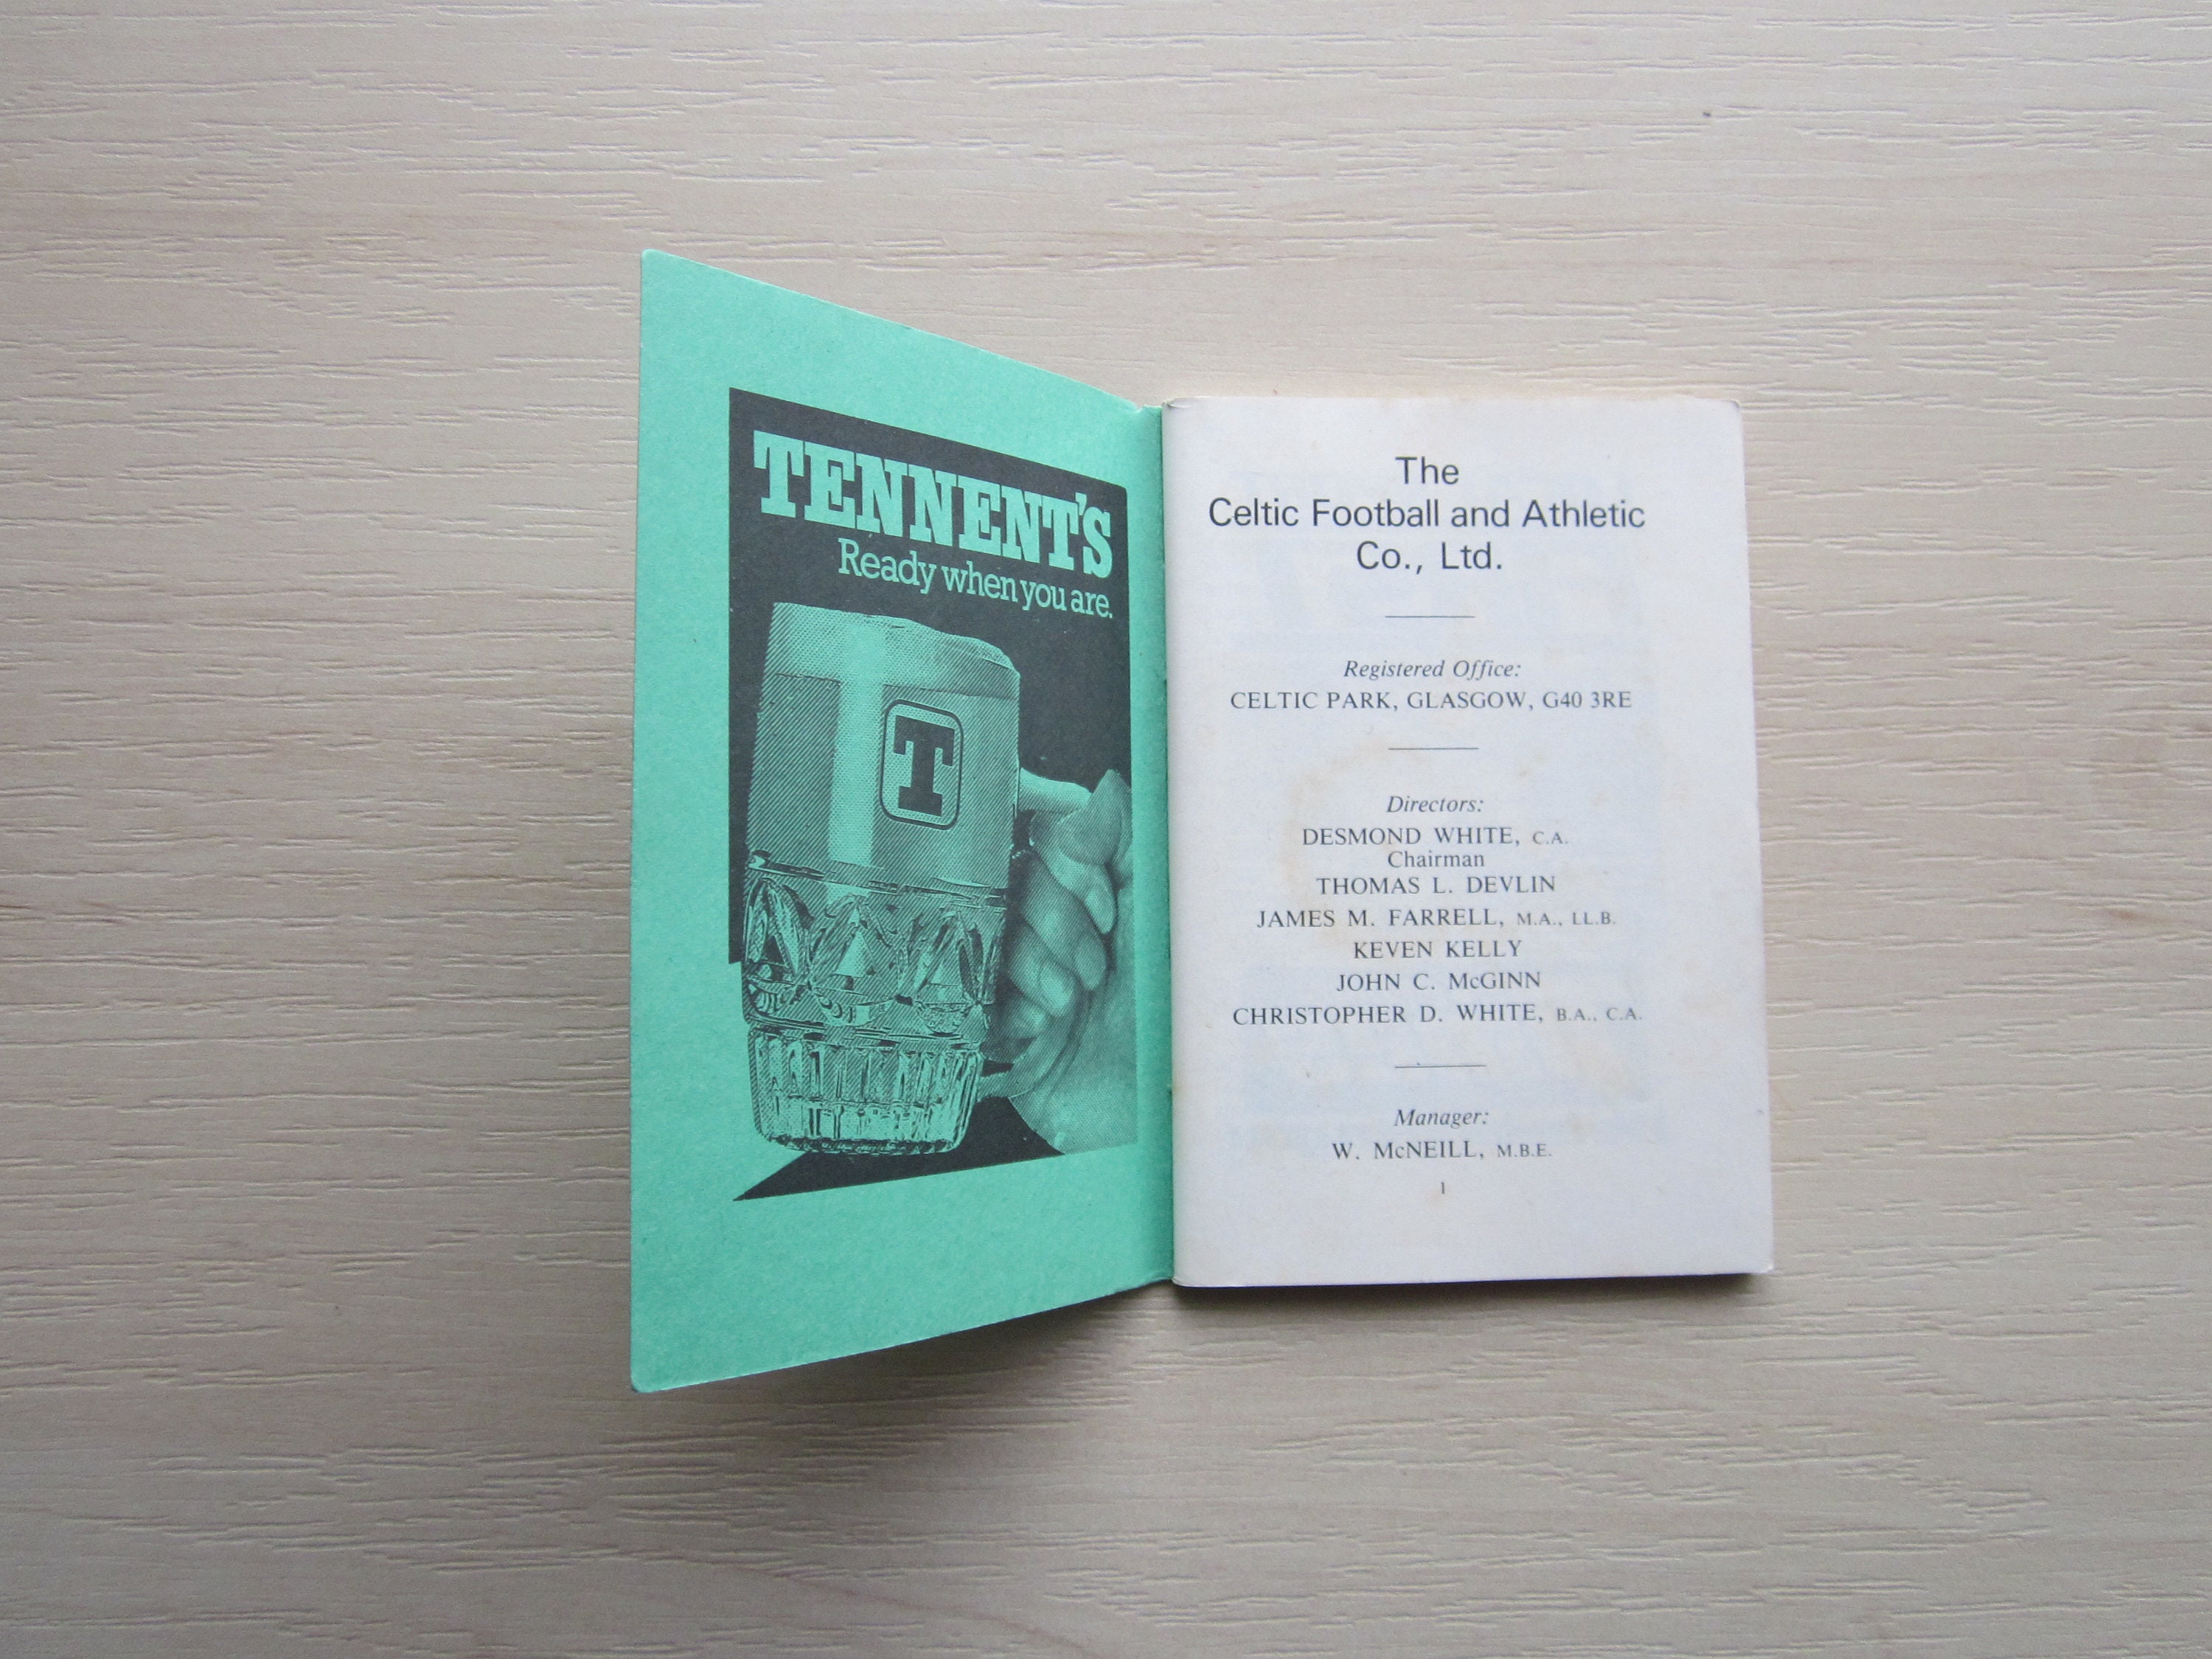 TENNENT'S
Ready when you are.
T
The
Celtic Football and Athletic
Co., Ltd.
Registered Office:
CELTIC PARK, GLASGOW, G40 3RE
Directors:
DESMOND WHITE, C.A.
Chairman
THOMAS L. DEVLIN
JAMES M. FARRELL, M.A., LL.B.
KEVEN KELLY
JOHN C. McGINN
CHRISTOPHER D. WHITE, B.A., C.A.
Manager:
W. McNEILL, M.B.E.
1